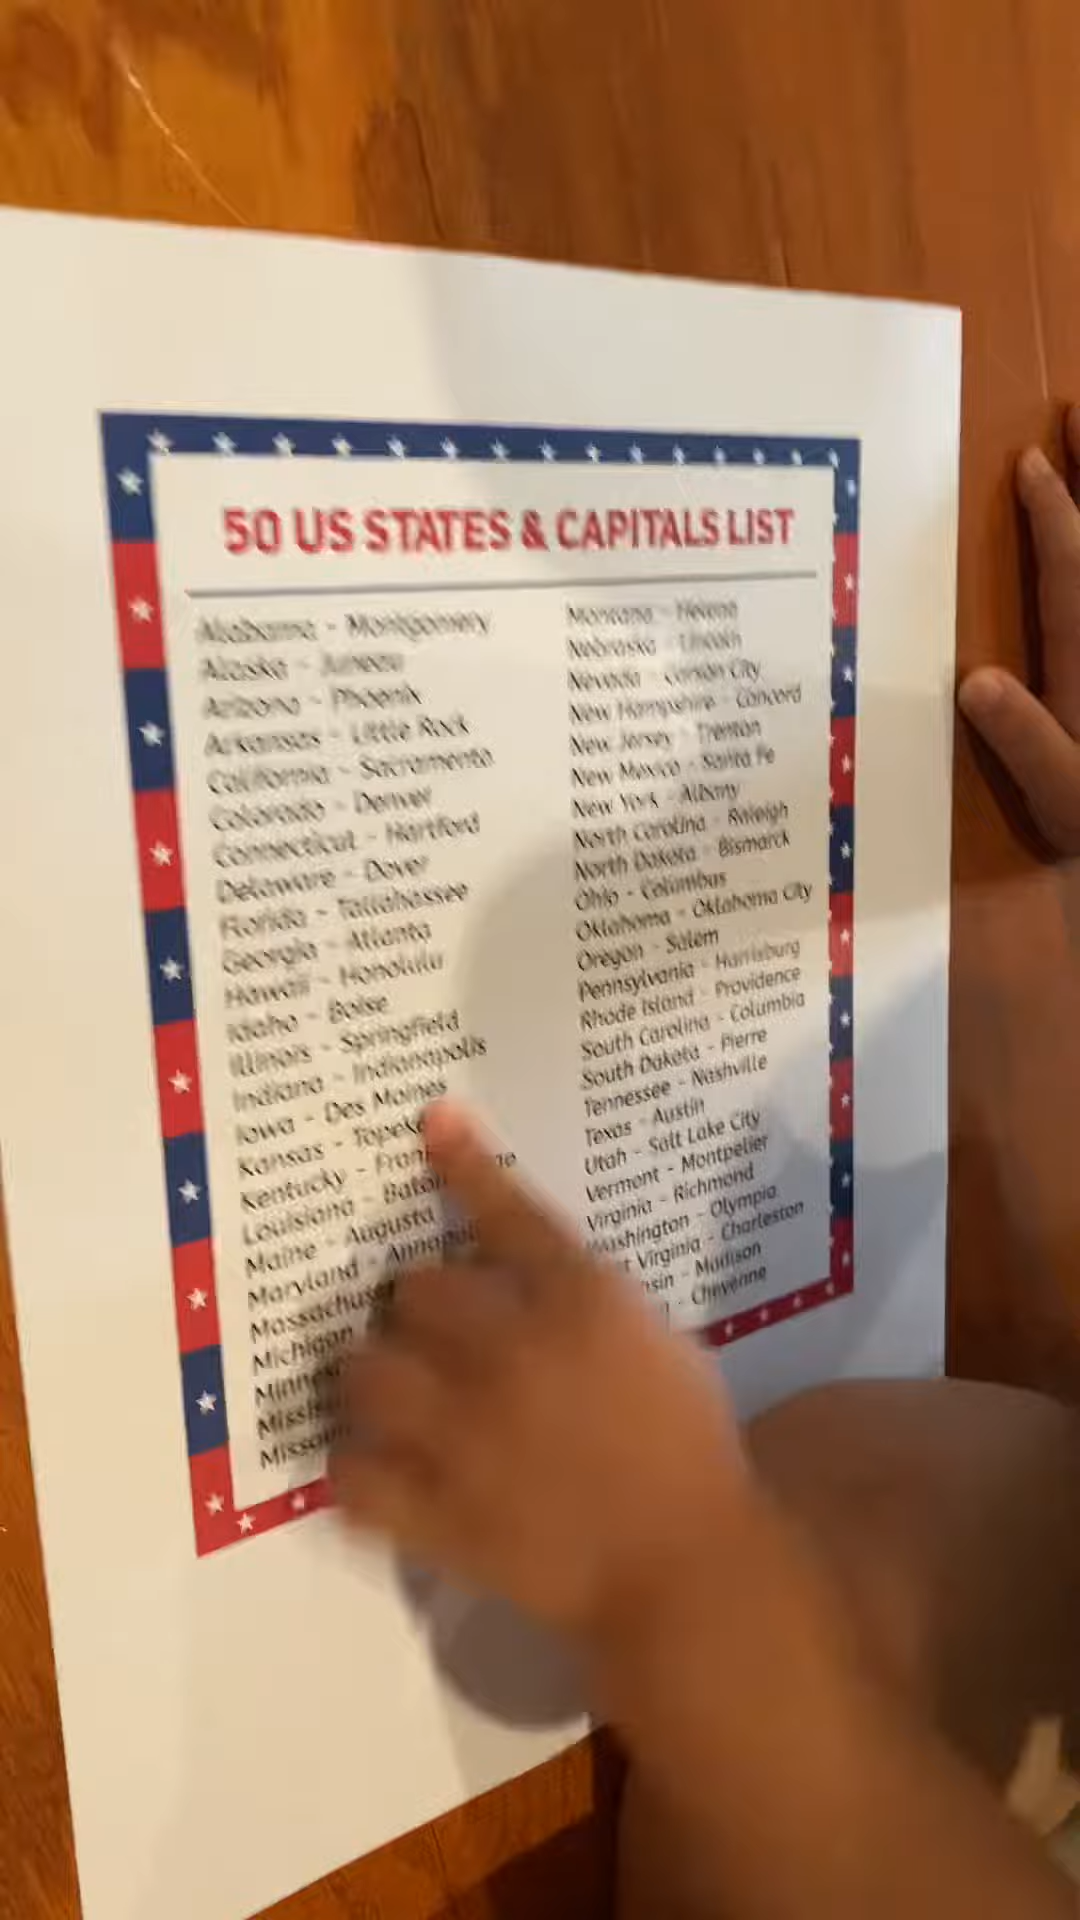 50 US STATES & CAPITALS LIST
Alabama - Montgomery
Alaska - Juneau
Arizona - Phoenix
Arkansas - Little Rock
California - Sacramento
Colorado - Denver
Connecticut - Hartford
Delaware - Dover
Florida - Tallahassee
Georgia - Atlanta
Hawaii - Honolulu
Idaho - Boise
Illinois - Springfield
Indiana - Indianapolis
Iowa - Des Moines
Kansas - Topeka
Kentucky -
Louisiana - Baton
Maine - Augusta
Maryland - Annapolis
Michigan
Montana - Helena
Nebraska - Lincoln
Nevada - Carson City
New Hampshire - Concord
New Jersey - Trenton
New Mexico - Santa Fe
New York - Albany
North Carolina - Raleigh
North Dakota - Bismarck
Ohio - Columbus
Oklahoma - Oklahoma City
Oregon - Salem
Pennsylvania - Harrisburg
Rhode Island - Providence
South Carolina - Columbia
South Dakota - Pierre
Tennessee - Nashville
Texas - Austin
Utah - Salt Lake City
Vermont - Montpelier
Virginia - Richmond
Washington - Olympia
Virginia - Charleston
- Madison
- Cheyenne